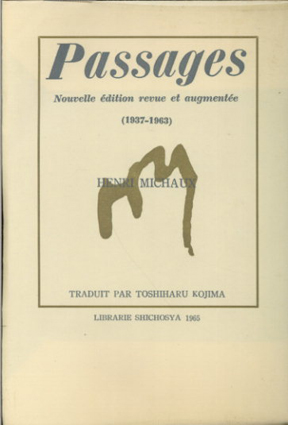 Passages
Nouvelle édition revue et augmentée
(1937-1963)
HENRI MICHAUX
TRADUIT PAR TOSHIHARU KOJIMA
LIBRARIE SHICHOSYA 1965